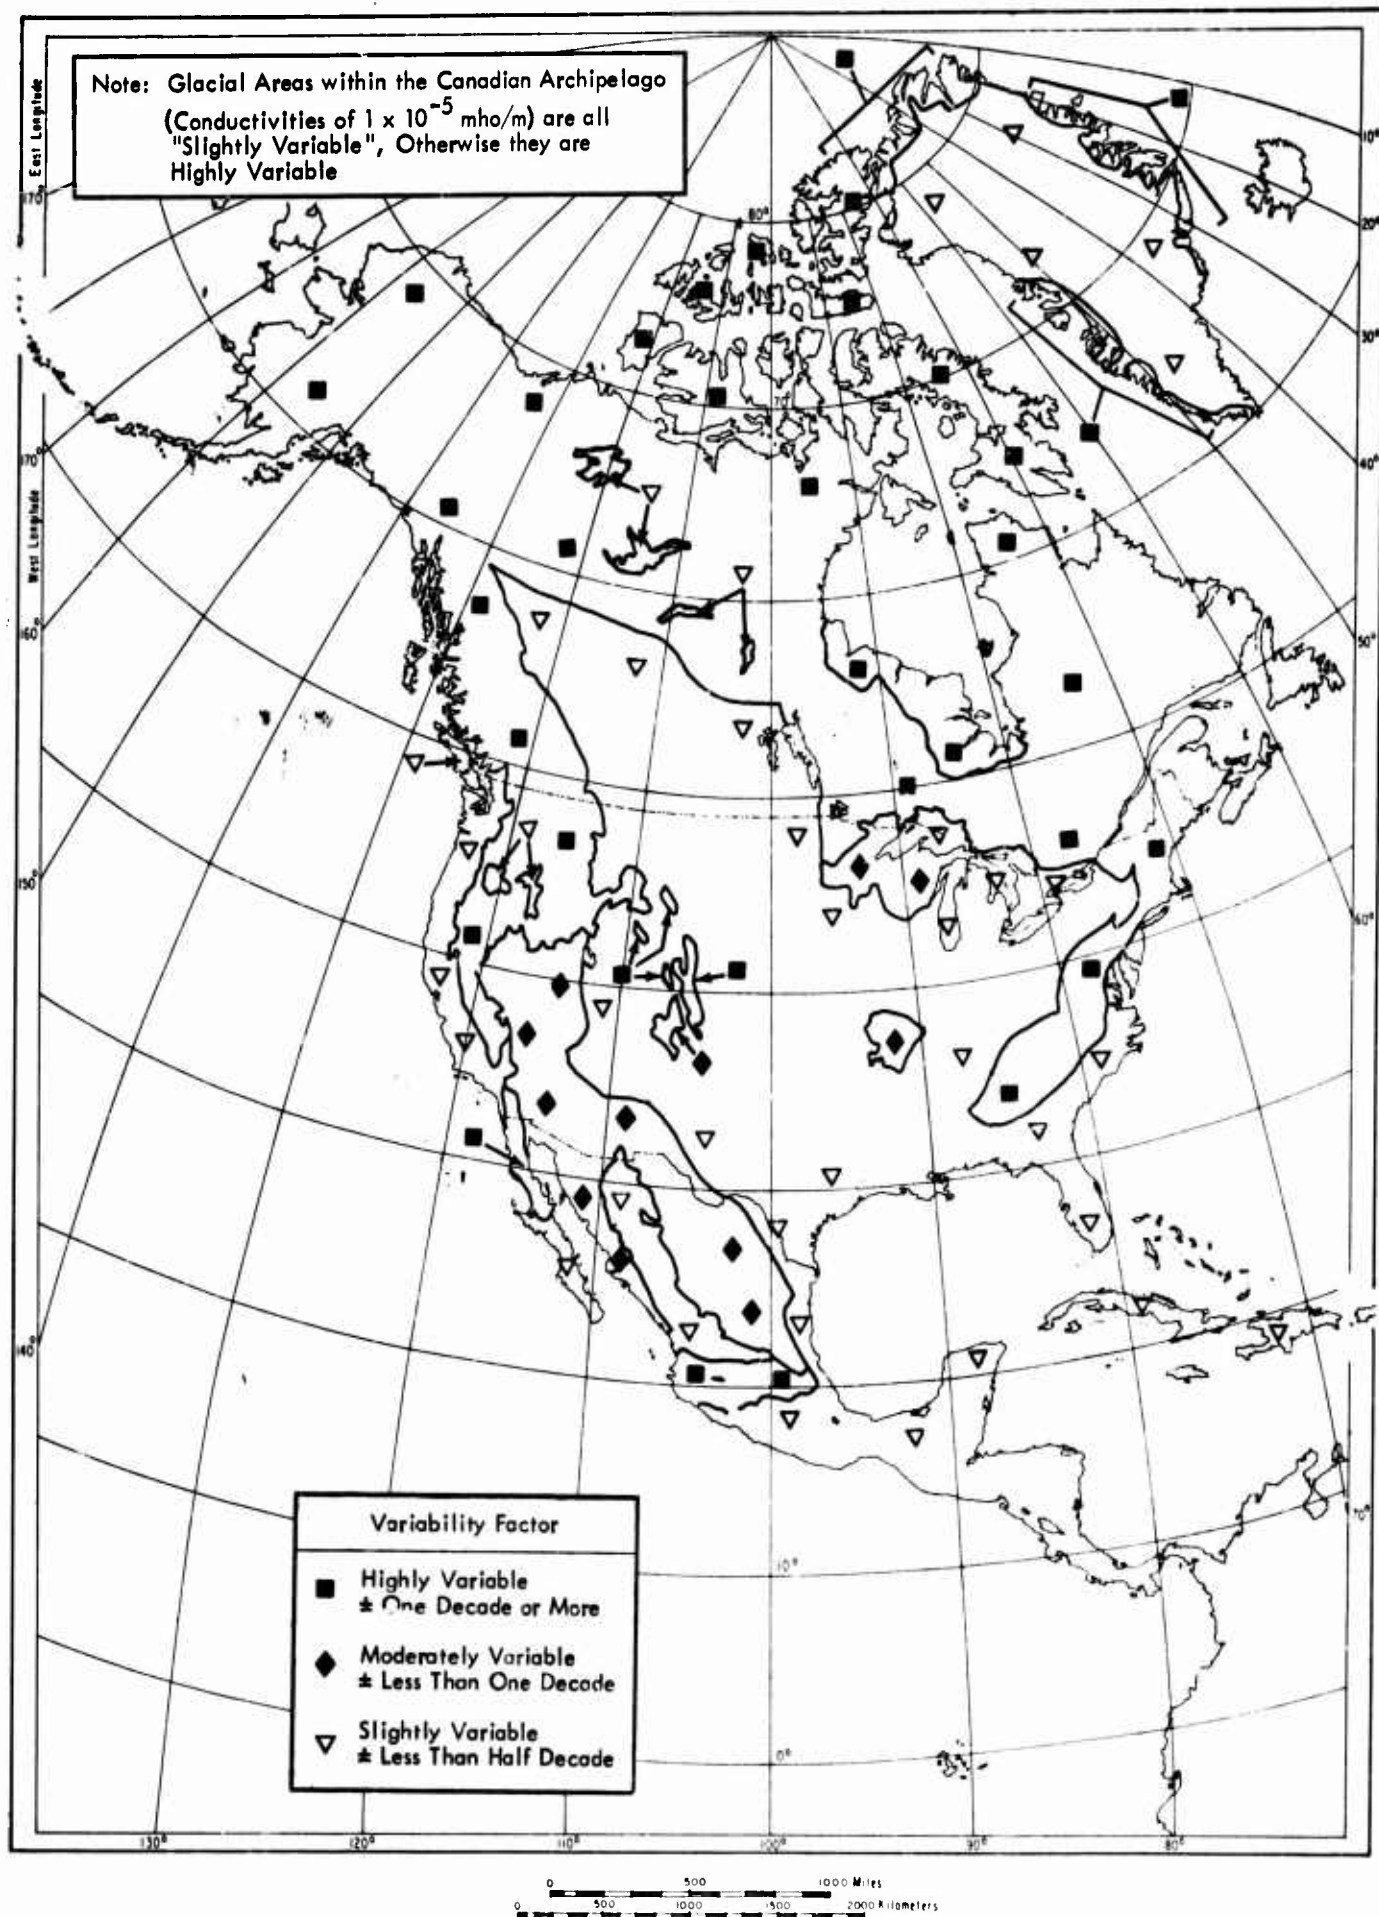 Note: Glacial Areas within the Canadian Archipelago
(Conductivities of 1 x 10⁻⁵ mho/m) are all
"Slightly Variable", Otherwise they are
Highly Variable
East Longitude
170°
80°
10°
20°
30°
70°
170°
40°
West Longitude
160°
50°
150°
60°
140°
Variability Factor
Highly Variable
± One Decade or More
Moderately Variable
± Less Than One Decade
Slightly Variable
± Less Than Half Decade
10°
70°
0°
130°
120°
110°
100°
90°
80°
0 500 1000 Miles
0 500 1000 1500 2000 Kilometers